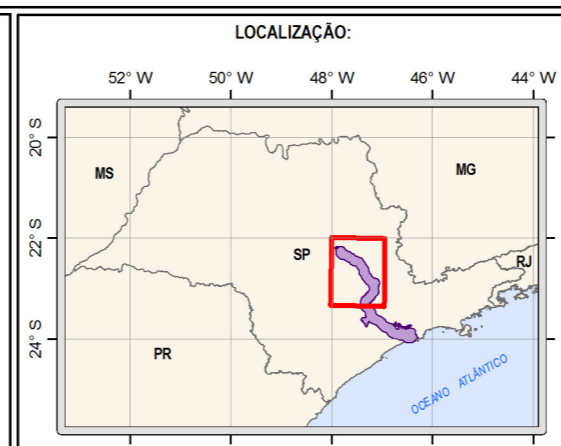 LOCALIZAÇÃO:
52° W 50° W 48° W 46° W 44° W
20° S
MS
MG
22° S
SP
RJ
24° S
PR
OCEANO ATLÂNTICO